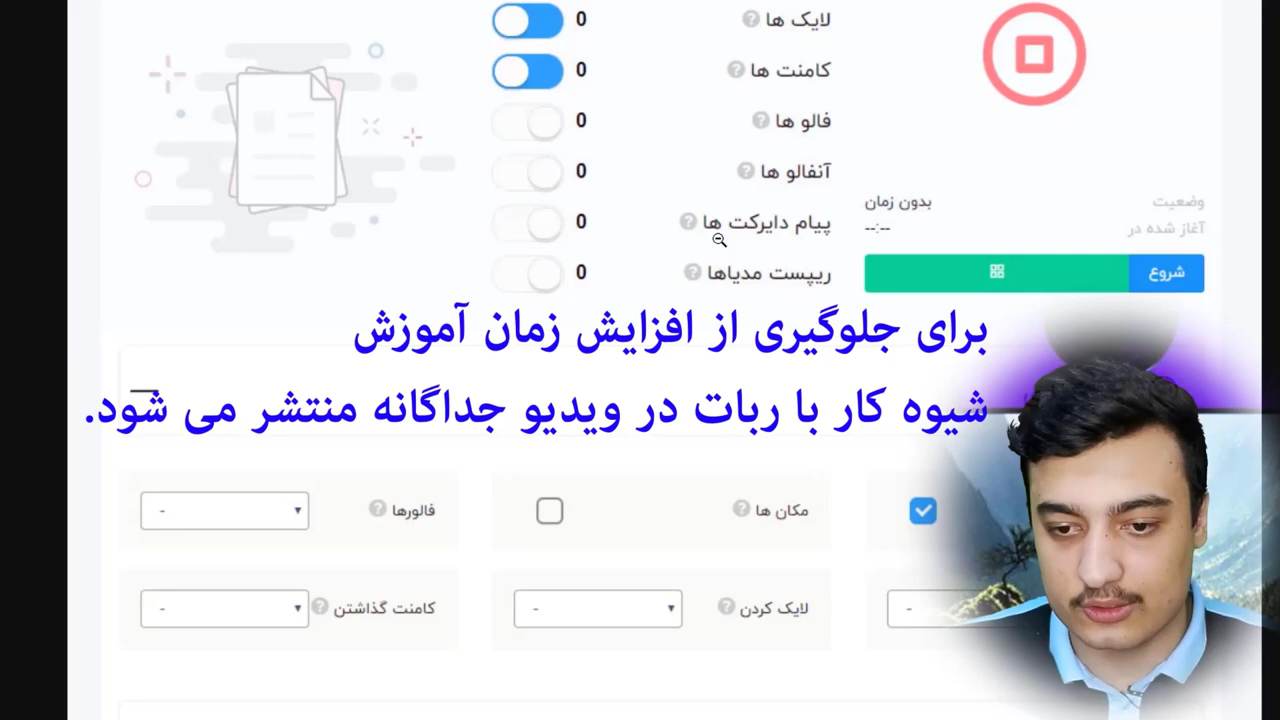 لایک ها 0
کامنت ها 0
فالو ها 0
آنفالو ها 0
پیام دایرکت ها 0
ریپست مدیاها 0
وضعیت بدون زمان
آغاز شده در --:--
شروع
برای جلوگیری از افزایش زمان آموزش
شیوه کار با ربات در ویدیو جداگانه منتشر می شود.
مکان ها
فالورها -
-
لایک کردن -
کامنت گذاشتن -